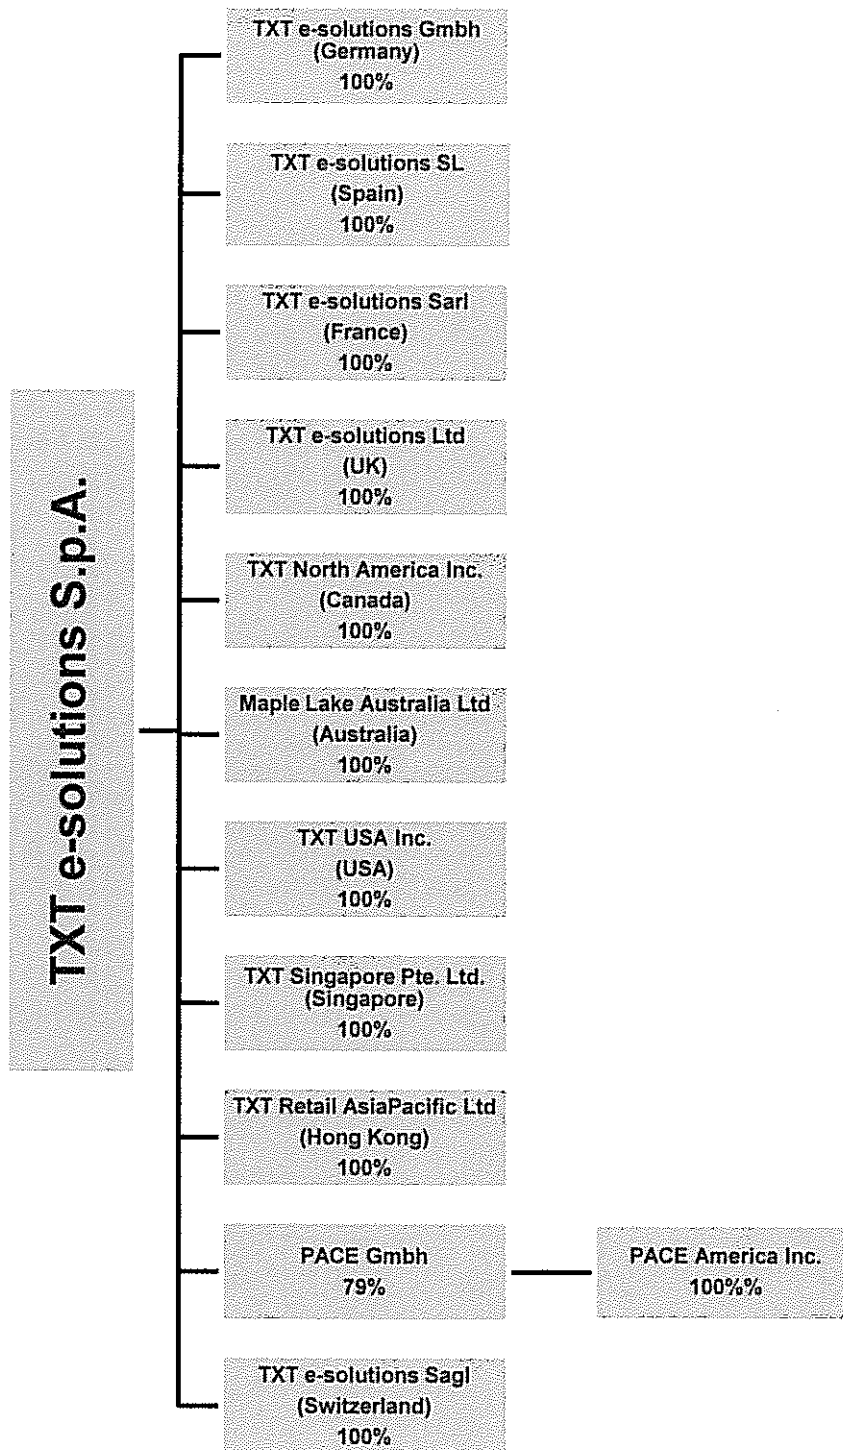 TXT e-solutions S.p.A.
TXT e-solutions Gmbh
(Germany)
100%
TXT e-solutions SL
(Spain)
100%
TXT e-solutions Sarl
(France)
100%
TXT e-solutions Ltd
(UK)
100%
TXT North America Inc.
(Canada)
100%
Maple Lake Australia Ltd
(Australia)
100%
TXT USA Inc.
(USA)
100%
TXT Singapore Pte. Ltd.
(Singapore)
100%
TXT Retail AsiaPacific Ltd
(Hong Kong)
100%
PACE Gmbh
79%
PACE America Inc.
100%%
TXT e-solutions Sagl
(Switzerland)
100%